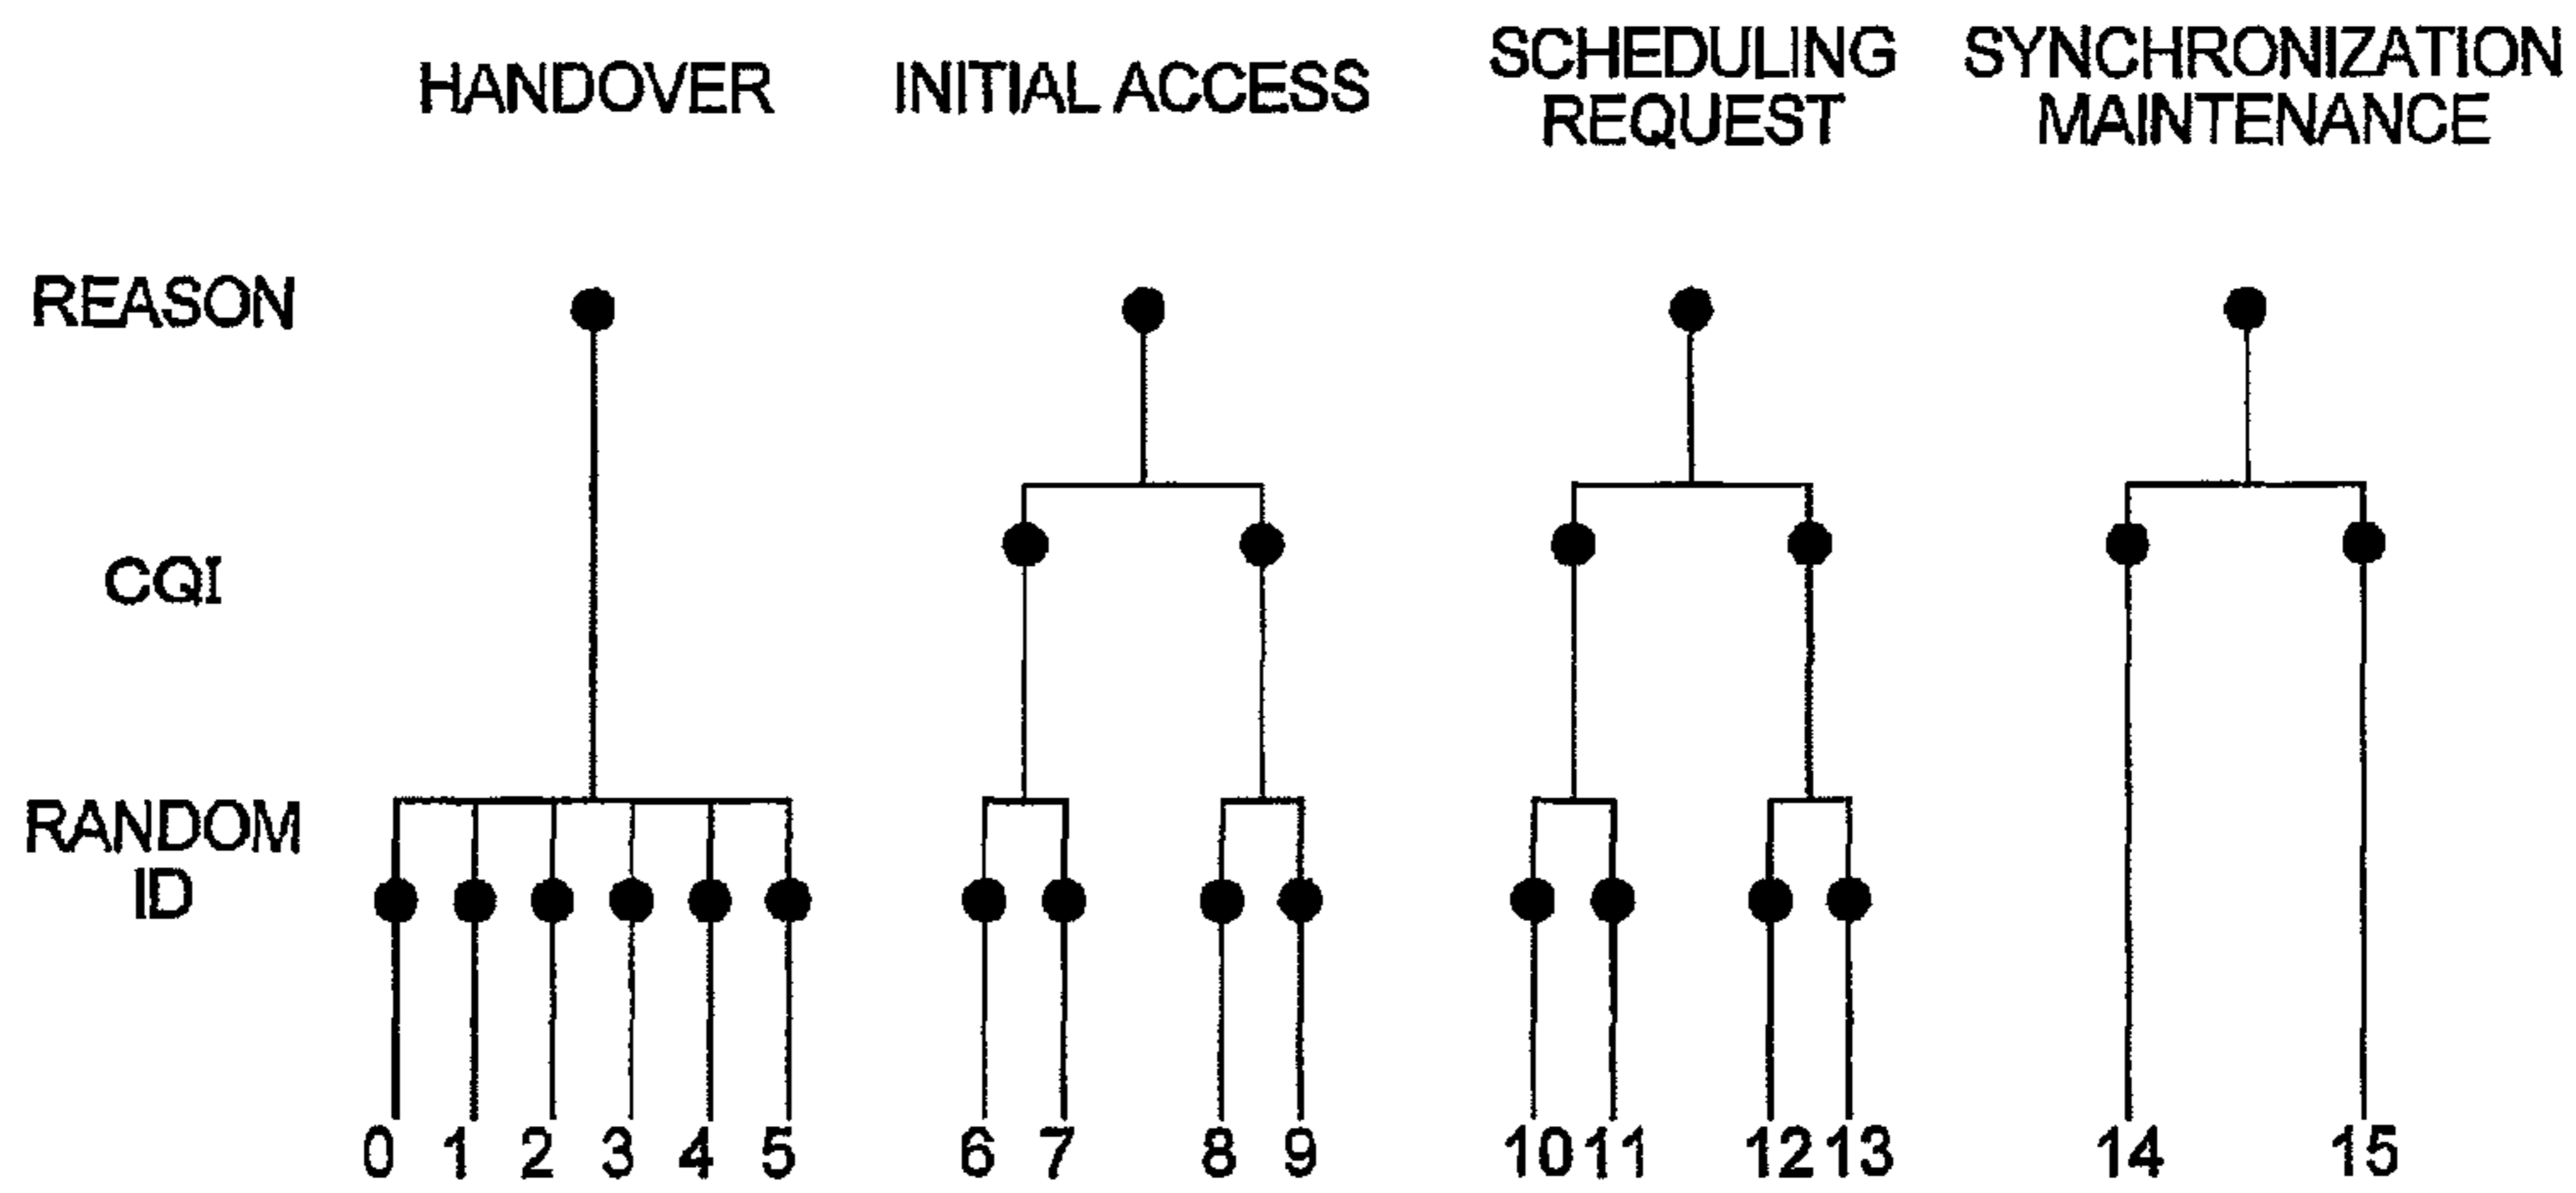 HANDOVER
INITIAL ACCESS
SCHEDULING
REQUEST
SYNCHRONIZATION
MAINTENANCE
REASON
CQI
RANDOM
ID
0 1 2 3 4 5 6 7 8 9 10 11 12 13 14 15